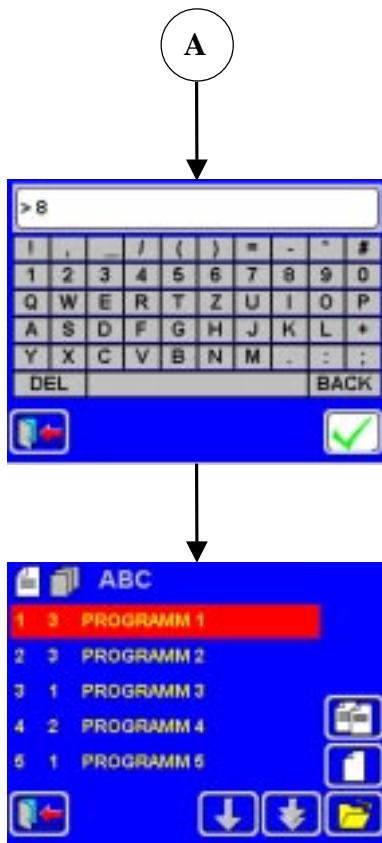 A
> 8
! , _ / ( ) = - " #
1 2 3 4 5 6 7 8 9 0
Q W E R T Z U I O P
A S D F G H J K L +
Y X C V B N M . : ;
DEL BACK
ABC
1 3 PROGRAMM 1
2 3 PROGRAMM 2
3 1 PROGRAMM 3
4 2 PROGRAMM 4
5 1 PROGRAMM 5